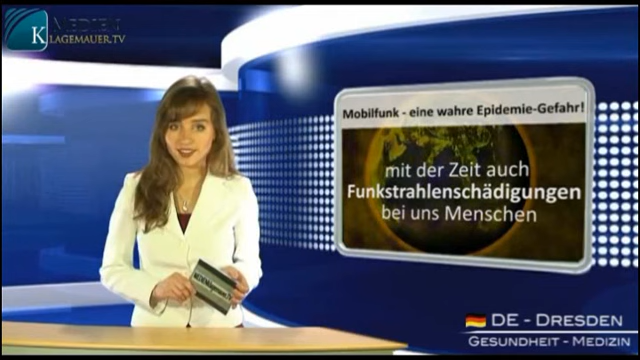 MEDIEN
KLAGEMAUER.TV
Mobilfunk - eine wahre Epidemie-Gefahr!
mit der Zeit auch
Funkstrahlenschädigungen
bei uns Menschen
DE - DRESDEN
GESUNDHEIT - MEDIZIN